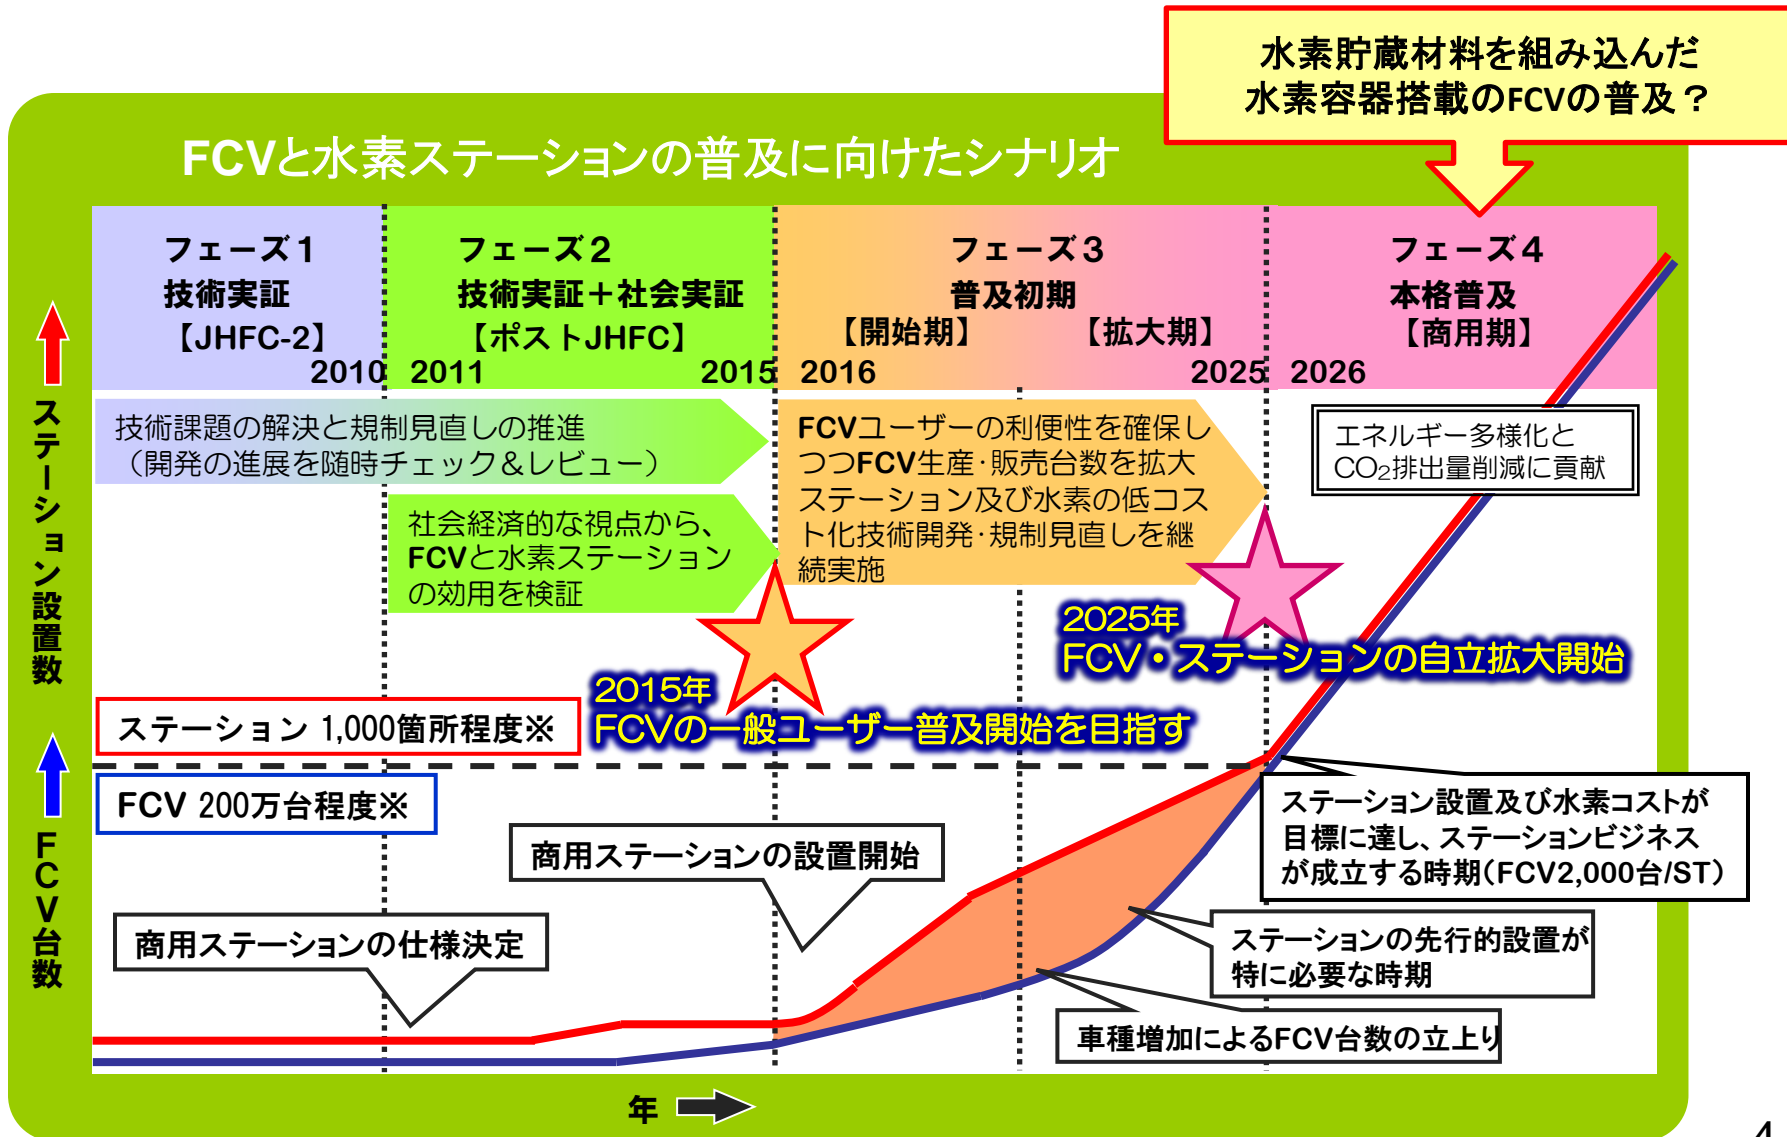 水素貯蔵材料を組み込んだ
水素容器搭載のFCVの普及？
FCVと水素ステーションの普及に向けたシナリオ
フェーズ１
技術実証
【JHFC-2】
2010
フェーズ２
技術実証＋社会実証
【ポストJHFC】
2011
2015
フェーズ３
普及初期
【開始期】
【拡大期】
2016
2025
フェーズ４
本格普及
【商用期】
2026
ステーション設置数
FCV台数
技術課題の解決と規制見直しの推進
（開発の進展を随時チェック＆レビュー）
社会経済的な視点から、
FCVと水素ステーション
の効用を検証
FCVユーザーの利便性を確保し
つつFCV生産・販売台数を拡大
ステーション及び水素の低コス
ト化技術開発・規制見直しを継
続実施
エネルギー多様化と
CO2排出量削減に貢献
2025年
FCV・ステーションの自立拡大開始
2015年
FCVの一般ユーザー普及開始を目指す
ステーション 1,000箇所程度※
FCV 200万台程度※
商用ステーションの設置開始
商用ステーションの仕様決定
ステーション設置及び水素コストが
目標に達し、ステーションビジネス
が成立する時期（FCV2,000台/ST）
ステーションの先行的設置が
特に必要な時期
車種増加によるFCV台数の立上り
年
4